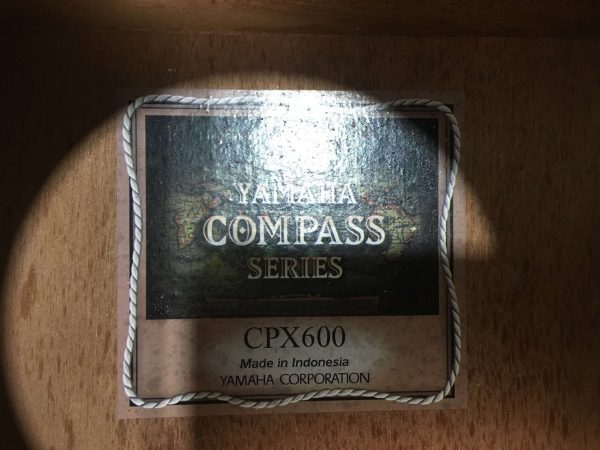 YAMAHA
COMPASS
SERIES
CPX600
Made in Indonesia
YAMAHA CORPORATION